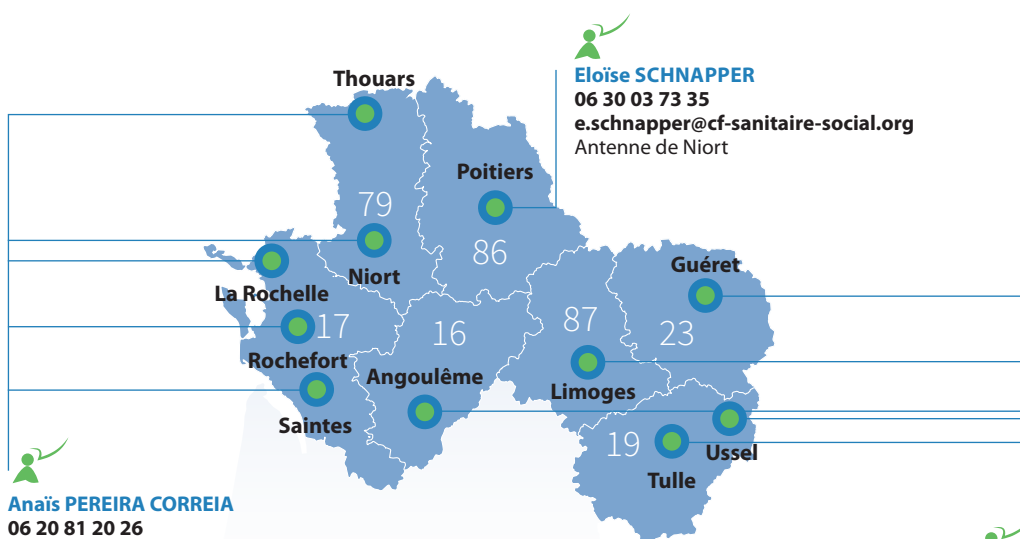 Eloïse SCHNAPPER
06 30 03 73 35
e.schnapper@cf-sanitaire-social.org
Antenne de Niort
Thouars
Poitiers
79
86
Niort
Guéret
La Rochelle
17
16
87
23
Rochefort
Angoulême
Limoges
Saintes
19
Ussel
Tulle
Anaïs PEREIRA CORREIA
06 20 81 20 26